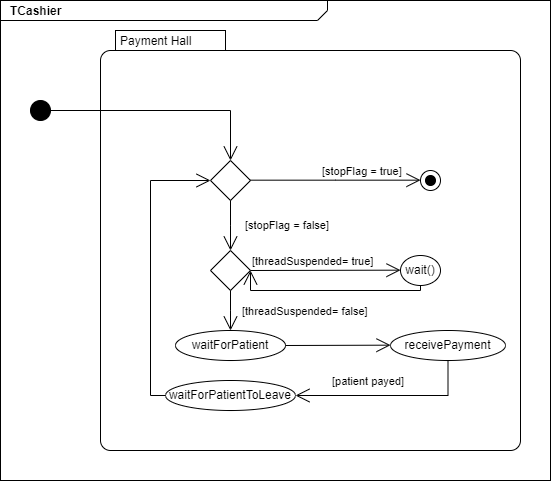 TCashier
Payment Hall
[stopFlag = true]
[stopFlag = false]
[threadSuspended= true]
wait()
[threadSuspended= false]
waitForPatient
receivePayment
[patient payed]
waitForPatientToLeave